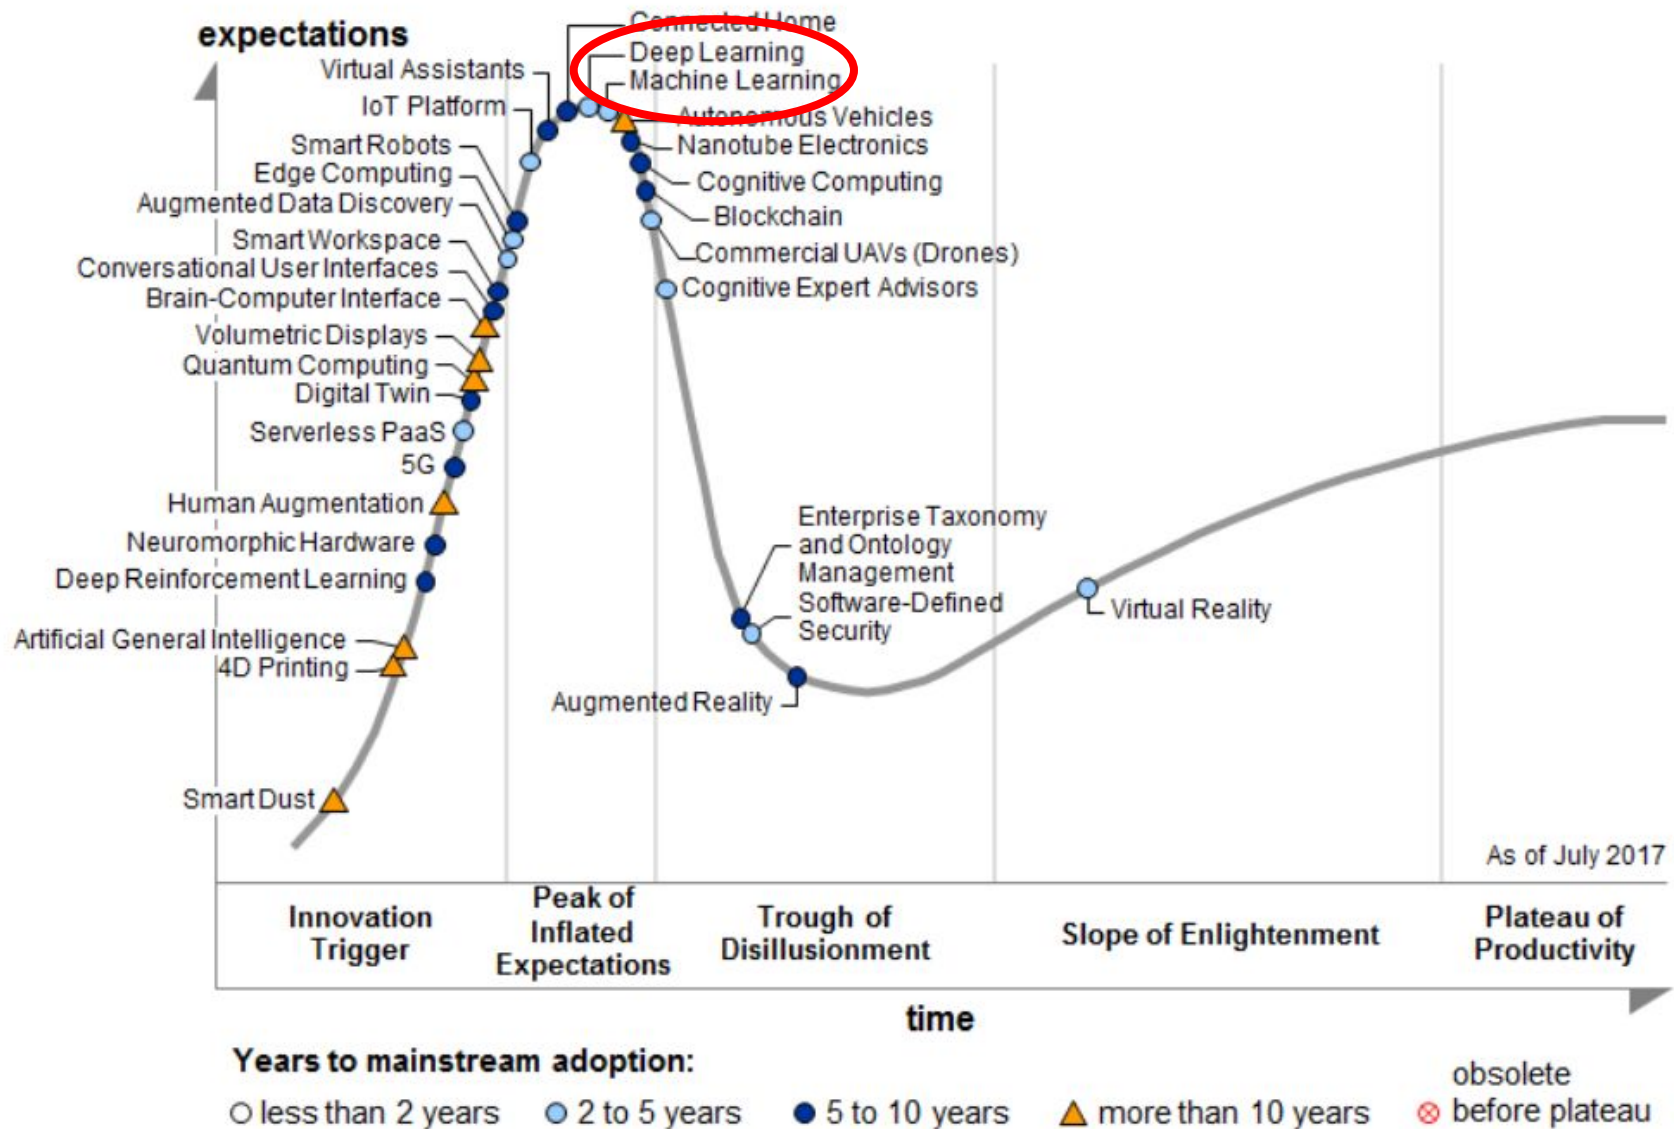 expectations
Connected Home
Deep Learning
Machine Learning
Virtual Assistants
IoT Platform
Autonomous Vehicles
Smart Robots
Nanotube Electronics
Edge Computing
Cognitive Computing
Augmented Data Discovery
Blockchain
Smart Workspace
Commercial UAVs (Drones)
Conversational User Interfaces
Cognitive Expert Advisors
Brain-Computer Interface
Volumetric Displays
Quantum Computing
Digital Twin
Serverless PaaS
5G
Human Augmentation
Enterprise Taxonomy
and Ontology
Management
Neuromorphic Hardware
Deep Reinforcement Learning
Software-Defined
Security
Virtual Reality
Artificial General Intelligence
4D Printing
Augmented Reality
Smart Dust
As of July 2017
Innovation
Trigger
Peak of
Inflated
Expectations
Trough of
Disillusionment
Slope of Enlightenment
Plateau of
Productivity
time
Years to mainstream adoption:
less than 2 years
2 to 5 years
5 to 10 years
more than 10 years
obsolete
before plateau